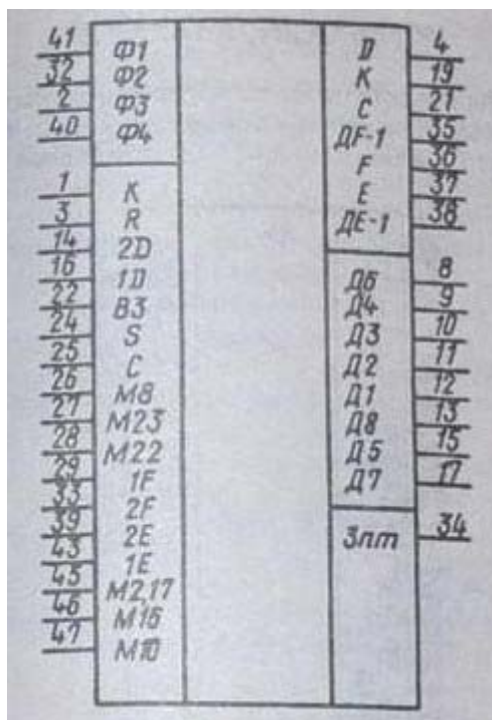 41 Ф1
32 Ф2
2 Ф3
40 Ф4
1 K
3 R
14 2D
16 1D
22 B3
24 S
25 C
26 M8
27 M23
28 M22
29 1F
33 2F
39 2E
43 1E
45 M2,17
46 M16
47 M10
D 4
K 19
C 21
ДF-1 35
F 36
E 37
ДE-1 38
Д6 8
Д4 9
Д3 10
Д2 11
Д1 12
Д8 13
Д5 15
Д7 17
Зпт 34